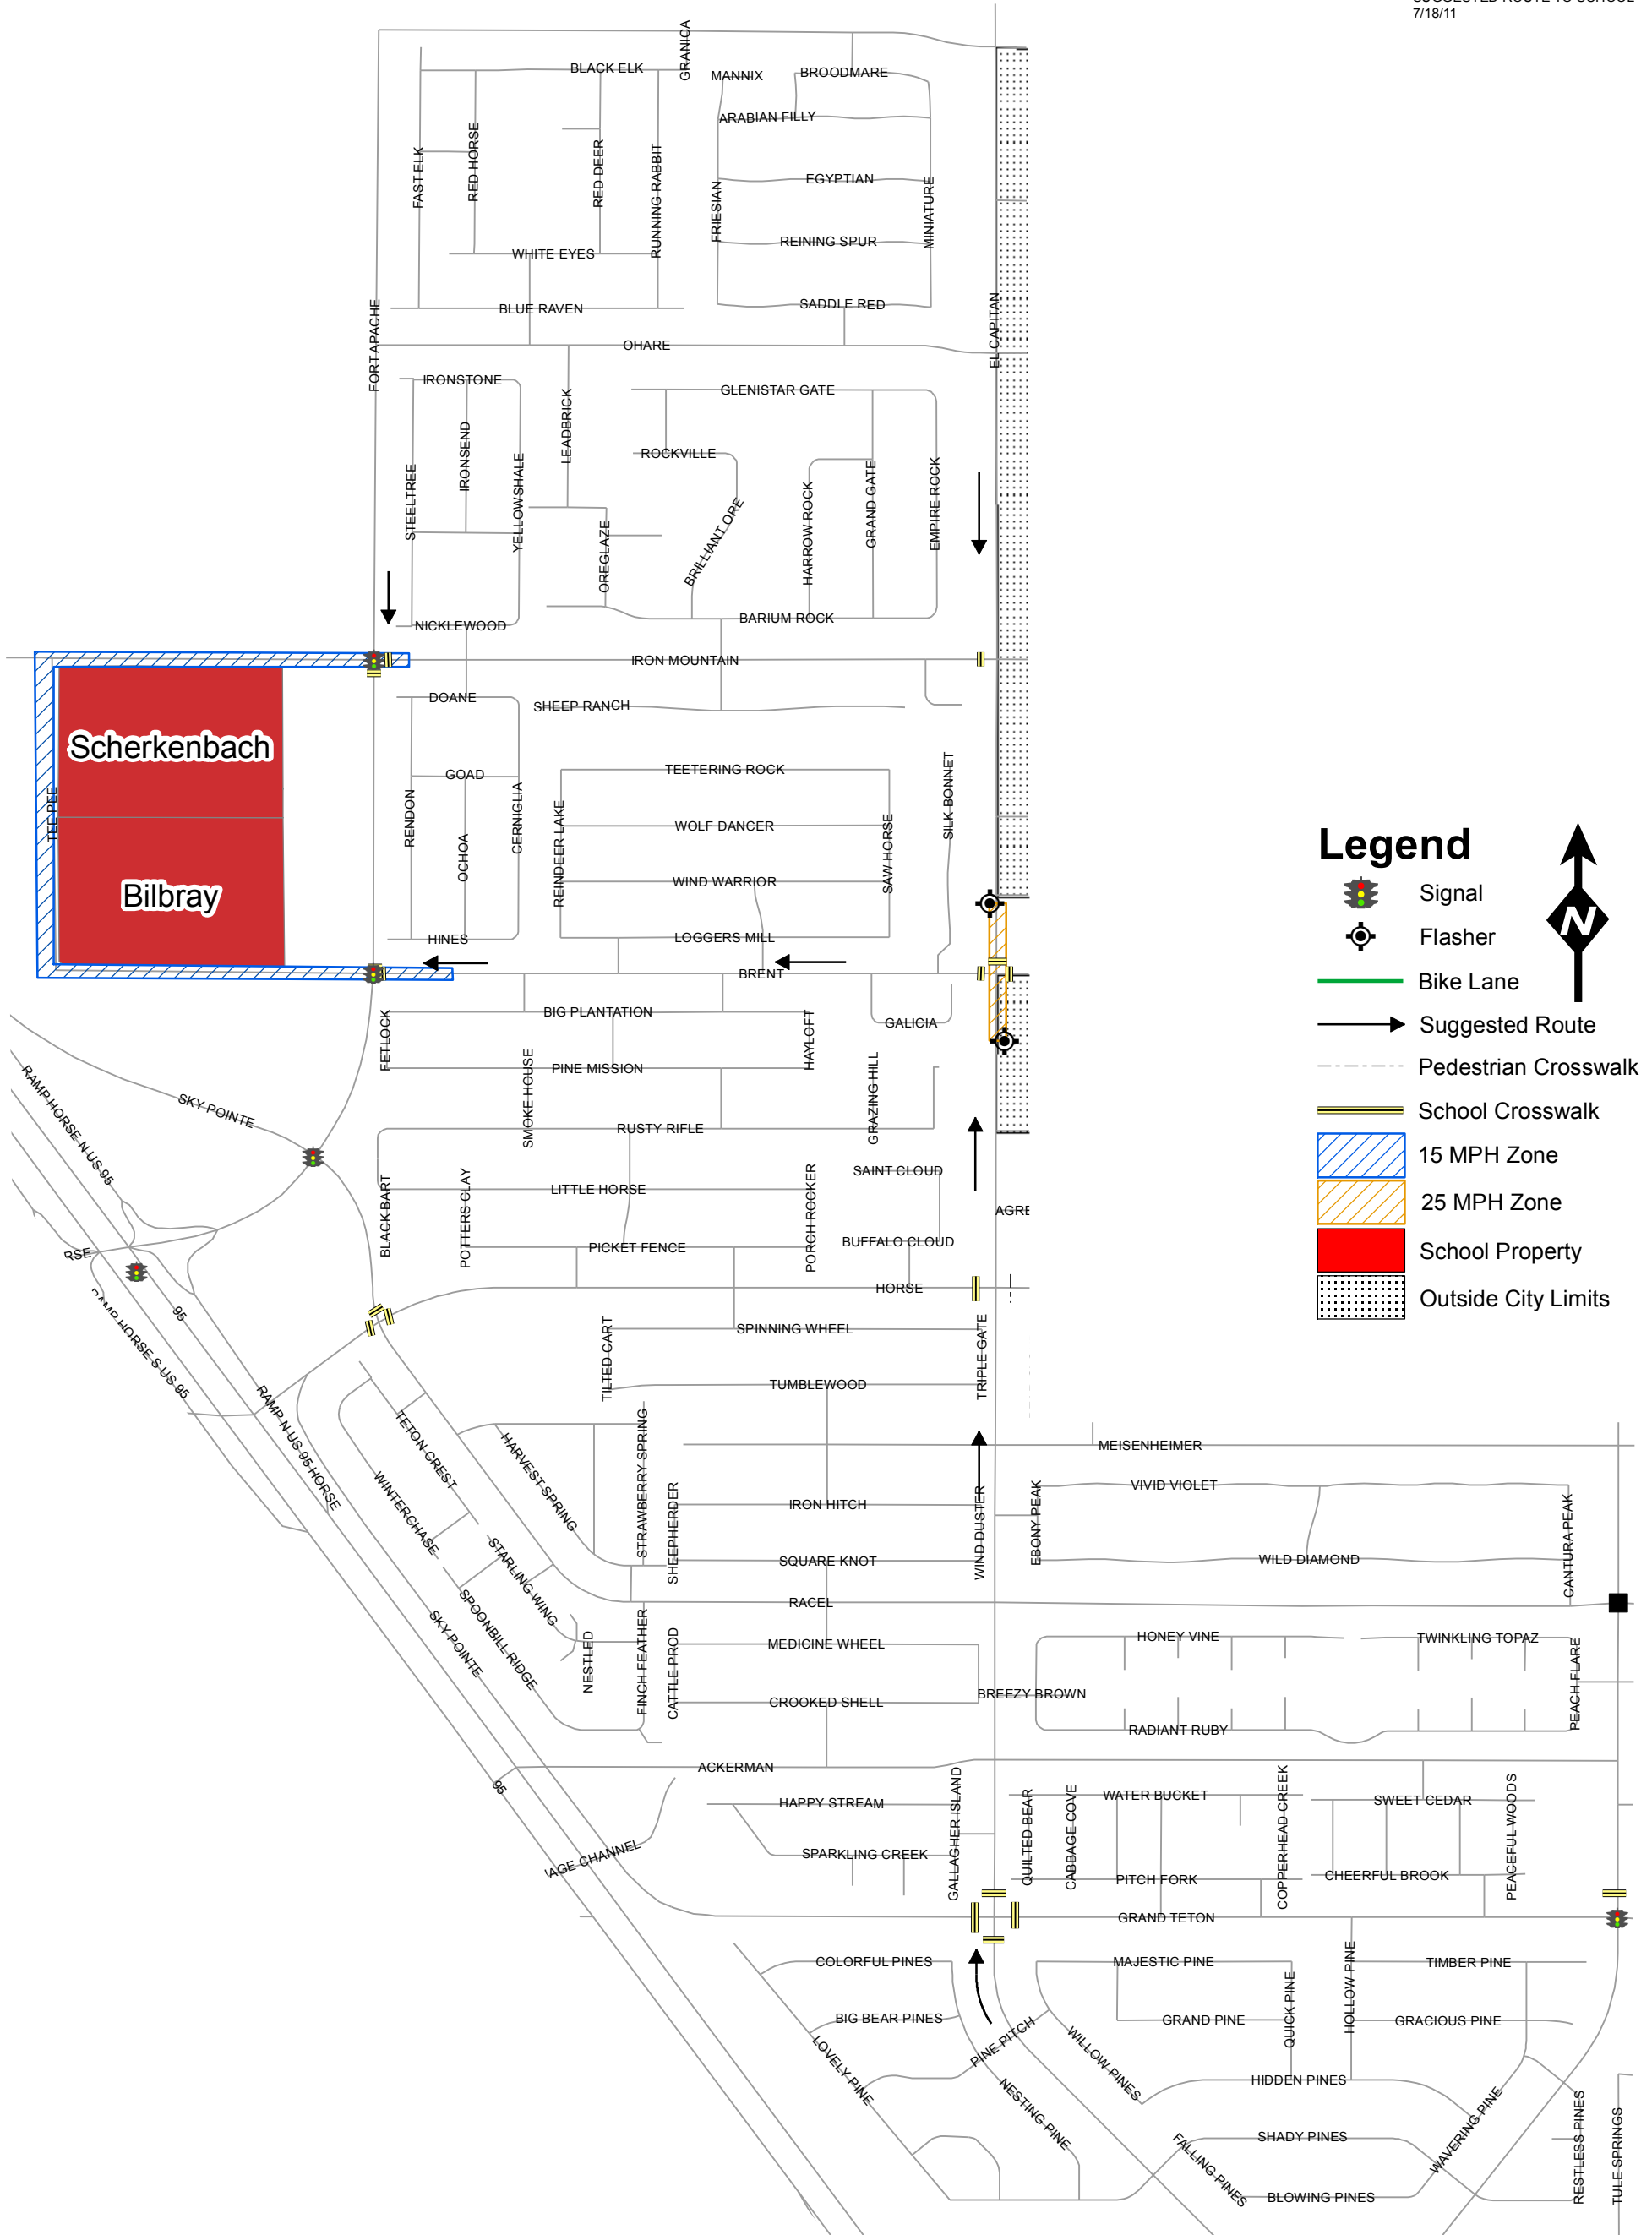 7/18/11
GRANICA
BLACK ELK
MANNIX
BROODMARE
ARABIAN FILLY
FAST ELK
RED HORSE
RED DEER
RUNNING RABBIT
FRIESIAN
EGYPTIAN
MINIATURE
REINING SPUR
WHITE EYES
BLUE RAVEN
SADDLE RED
FORT APACHE
EL CAPITAN
OHARE
IRONSTONE
GLENISTAR GATE
LEADBRICK
IRONSEND
ROCKVILLE
STEELTREE
YELLOWSHALE
OREGLAZE
BRILLIANT ORE
HARROW ROCK
GRAND GATE
EMPIRE ROCK
NICKLEWOOD
BARIUM ROCK
IRON MOUNTAIN
DOANE
SHEEP RANCH
Scherkenbach
TEE PEE
Bilbray
GOAD
RENDON
OCHOA
CERNIGLIA
REINDEER LAKE
TEETERING ROCK
WOLF DANCER
WIND WARRIOR
SAW HORSE
SILK BONNET
HINES
LOGGERS MILL
BRENT
BIG PLANTATION
GALICIA
FETLOCK
HAYLOFT
SMOKE HOUSE
PINE MISSION
GRAZING HILL
RUSTY RIFLE
SKY POINTE
RAMP HORSE N US 95
SAINT CLOUD
LITTLE HORSE
BLACK BART
POTTERS CLAY
PORCH ROCKER
AGRE
BUFFALO CLOUD
PICKET FENCE
RSE
95
HORSE
RAMP HORSE S US 95
SPINNING WHEEL
TILTED CART
TRIPLE GATE
TUMBLEWOOD
RAMP N US 95 HORSE
TETON CREST
HARVEST SPRING
STRAWBERRY SPRING
WINTERCHASE
SHEEPHERDER
IRON HITCH
WIND DUSTER
EBONY PEAK
MEISENHEIMER
VIVID VIOLET
CANTURA PEAK
WILD DIAMOND
SQUARE KNOT
STARLING WING
SPOONBILL RIDGE
SKY POINTE
RACEL
NESTLED
FINCH FEATHER
CATTLE PROD
MEDICINE WHEEL
HONEY VINE
TWINKLING TOPAZ
PEACH FLARE
CROOKED SHELL
BREEZY BROWN
RADIANT RUBY
95
ACKERMAN
HAPPY STREAM
GALLAGHER ISLAND
QUILTED BEAR
CABBAGE COVE
WATER BUCKET
COPPERHEAD CREEK
SWEET CEDAR
PEACEFUL WOODS
AGE CHANNEL
SPARKLING CREEK
PITCH FORK
CHEERFUL BROOK
GRAND TETON
COLORFUL PINES
MAJESTIC PINE
TIMBER PINE
QUICK PINE
HOLLOW PINE
BIG BEAR PINES
GRAND PINE
GRACIOUS PINE
LOVELY PINE
PINE PITCH
WILLOW PINES
NESTING PINE
HIDDEN PINES
SHADY PINES
FALLING PINES
BLOWING PINES
WAVERING PINE
RESTLESS PINES
TULE SPRINGS
Legend
N
Signal
Flasher
Bike Lane
Suggested Route
Pedestrian Crosswalk
School Crosswalk
15 MPH Zone
25 MPH Zone
School Property
Outside City Limits